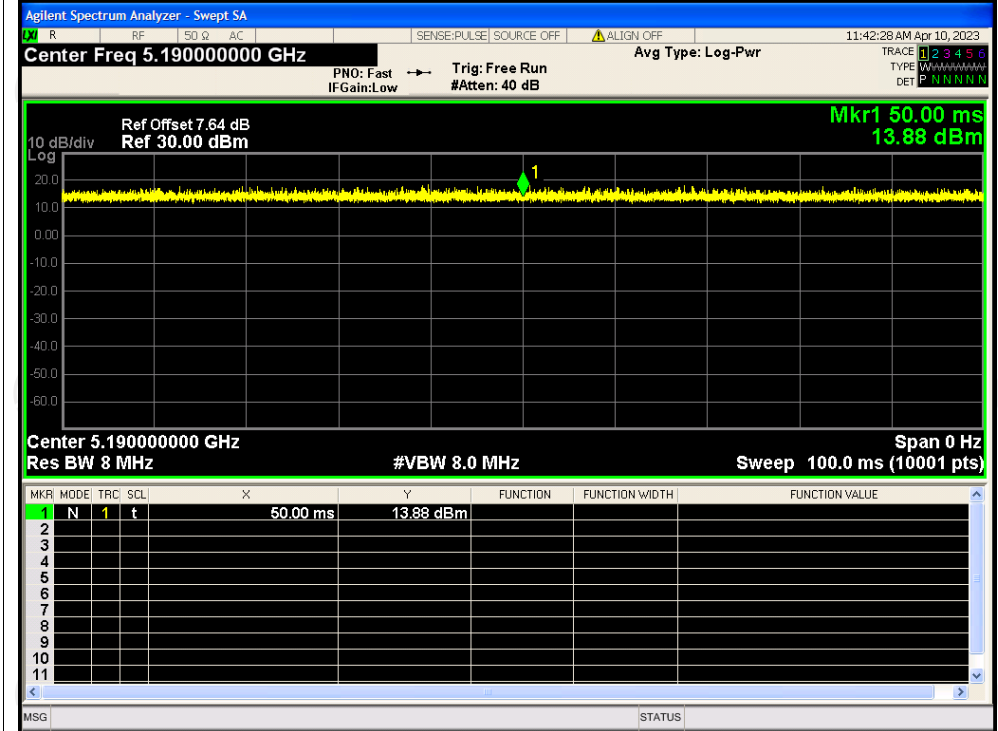 Agilent Spectrum Analyzer - Swept SA
LXI R RF 50 Ω AC SENSE:PULSE SOURCE OFF ALIGN OFF 11:42:28 AM Apr 10, 2023
Center Freq 5.190000000 GHz Avg Type: Log-Pwr TRACE 1 2 3 4 5 6
PNO: Fast Trig: Free Run TYPE WWWWWW
IFGain:Low #Atten: 40 dB DET P N N N N N
Mkr1 50.00 ms
Ref Offset 7.64 dB
10 dB/div Ref 30.00 dBm 13.88 dBm
Log
1
20.0
10.0
0.00
-10.0
-20.0
-30.0
-40.0
-50.0
-60.0
Center 5.190000000 GHz Span 0 Hz
Res BW 8 MHz #VBW 8.0 MHz Sweep 100.0 ms (10001 pts)
MKR MODE TRC SCL X Y FUNCTION FUNCTION WIDTH FUNCTION VALUE
1 N 1 t 50.00 ms 13.88 dBm
2
3
4
5
6
7
8
9
10
11
MSG STATUS